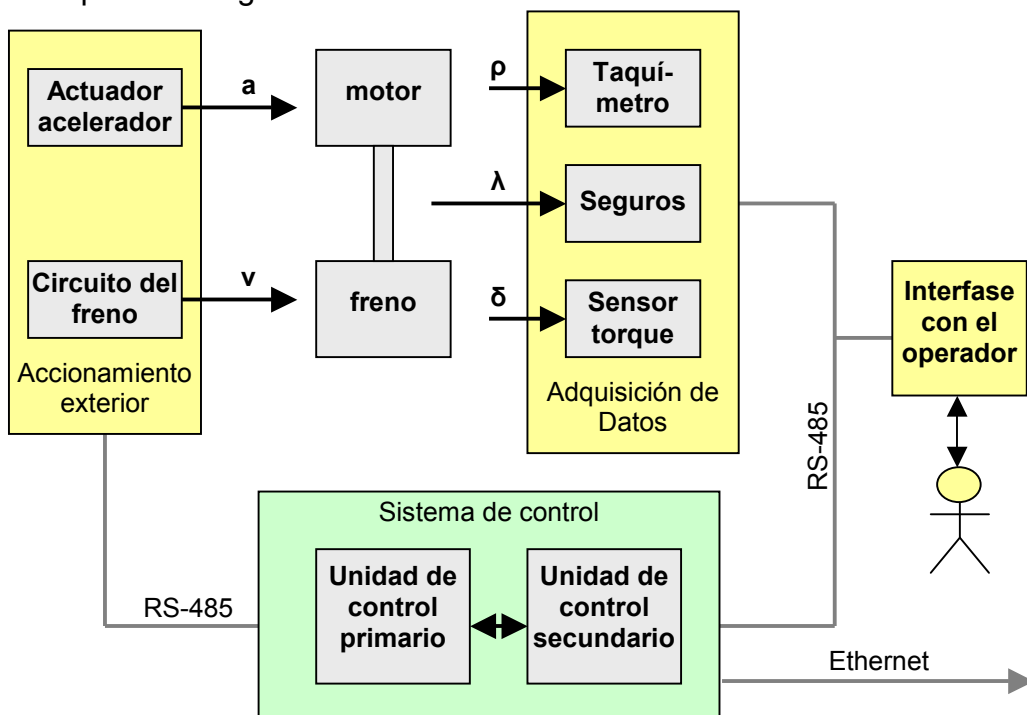 Actuador
acelerador
a
motor
ρ
Taquí-
metro
λ
Seguros
Circuito del
freno
v
freno
δ
Sensor
torque
Accionamiento
exterior
Adquisición de
Datos
Interfase
con el
operador
RS-485
Sistema de control
Unidad de
control
primario
Unidad de
control
secundario
RS-485
Ethernet